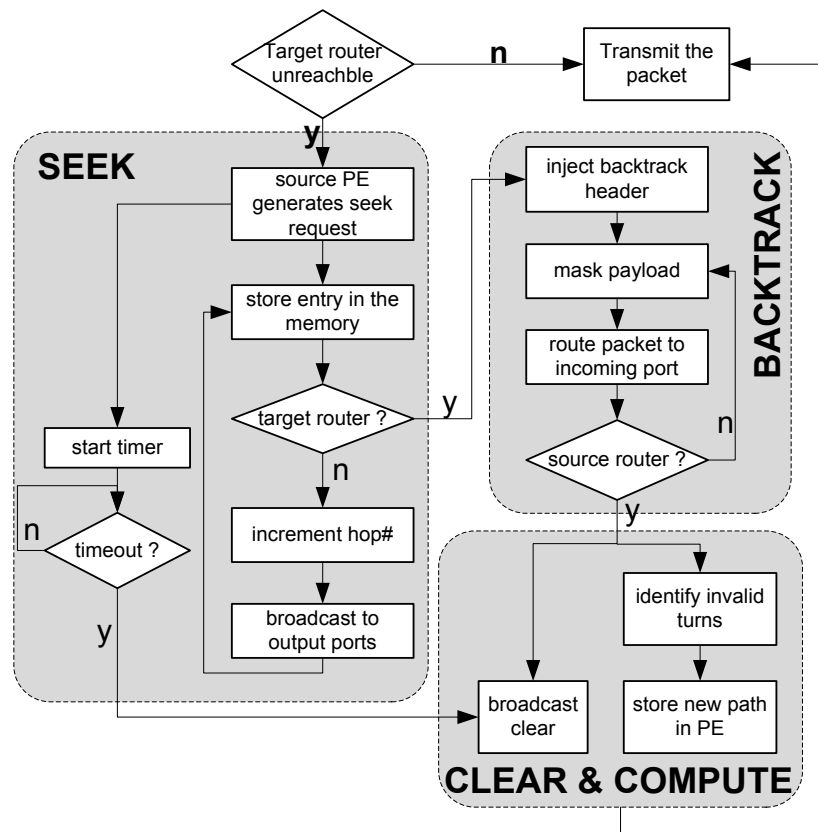 Target router
unreachble
n
Transmit the
packet
y
SEEK
source PE
generates seek
request
store entry in the
memory
target router ?
y
n
start timer
timeout ?
n
y
increment hop#
broadcast to
output ports
BACKTRACK
inject backtrack
header
mask payload
route packet to
incoming port
n
source router ?
y
identify invalid
turns
broadcast
clear
store new path
in PE
CLEAR & COMPUTE